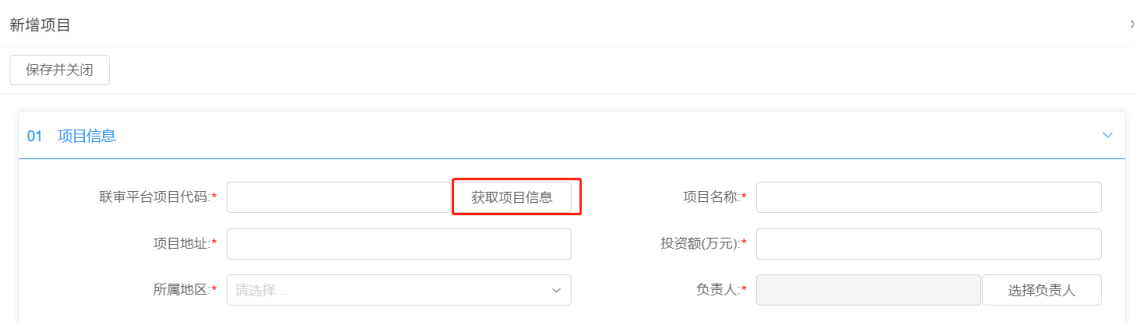 新增项目
保存并关闭
01 项目信息
联审平台项目代码:* 获取项目信息 项目名称:*
项目地址:* 投资额(万元):*
所属地区:* 请选择... 负责人:* 选择负责人